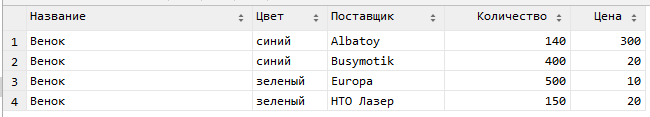 Название Цвет Поставщик Количество Цена
1 Венок синий Albatoy 140 300
2 Венок синий Busymotik 400 20
3 Венок зеленый Europa 500 10
4 Венок зеленый НТО Лазер 150 20